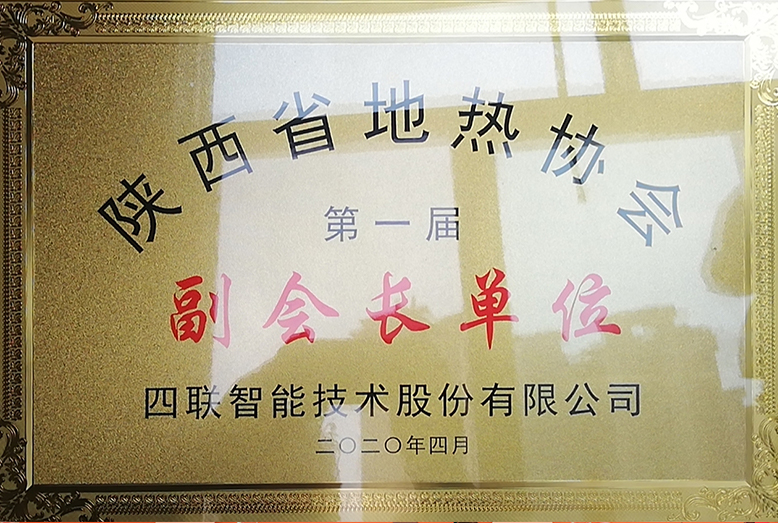 陕西省地热协会
第一届
副会长单位
四联智能技术股份有限公司
二〇二〇年四月